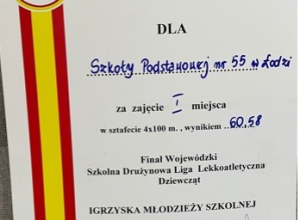 DLA
Szkoły Podstawowej nr 55 w Łodzi
za zajęcie I miejsca
w sztafecie 4x100 m. , wynikiem 60,58
Finał Wojewódzki
Szkolna Drużynowa Liga Lekkoatletyczna
Dziewcząt
IGRZYSKA MŁODZIEŻY SZKOLNEJ